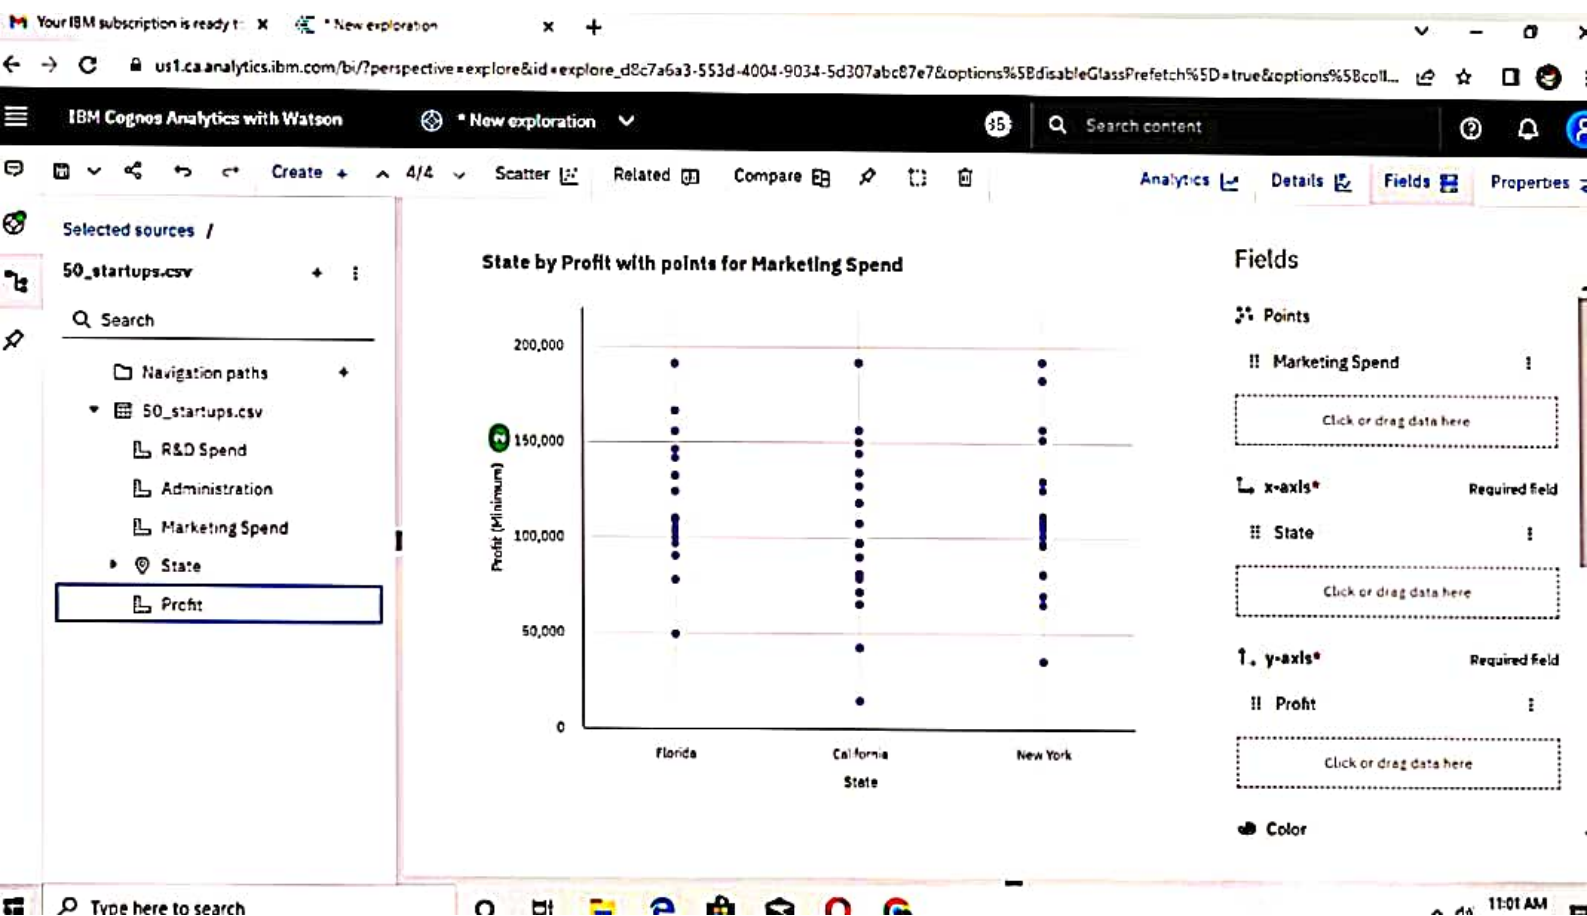 Your IBM subscription is ready t
* New exploration
us1.ca.analytics.ibm.com/bi/?perspective=explore&id=explore_d8c7a6a3-553d-4004-9034-5d307abc87e7&options%5BdisableGlassPrefetch%5D=true&options%5Bcoll...
IBM Cognos Analytics with Watson
* New exploration
Search content
Create +
4/4
Scatter
Related
Compare
Analytics
Details
Fields
Properties
Selected sources /
50_startups.csv
Search
Navigation paths
50_startups.csv
R&D Spend
Administration
Marketing Spend
State
Profit
State by Profit with points for Marketing Spend
200,000
150,000
100,000
50,000
0
Profit (Minimum)
Florida
California
New York
State
Fields
Points
Marketing Spend
Click or drag data here
x-axis*
Required field
State
Click or drag data here
y-axis*
Required field
Profit
Click or drag data here
Color
Type here to search
11:01 AM